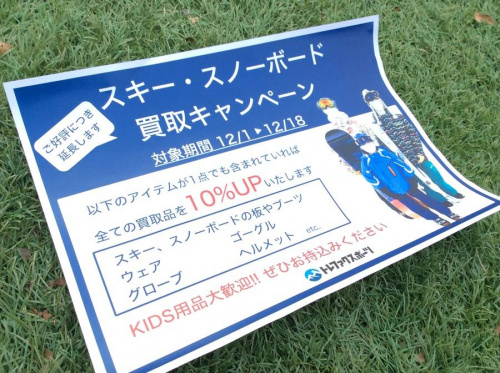 ご好評につき
延長します
スキー・スノーボード
買取キャンペーン
対象期間 12/1▶12/18
以下のアイテムが1点でも含まれていれば
全ての買取品を10%UPいたします
スキー、スノーボードの板やブーツ
ウェア ゴーグル
グローブ ヘルメット etc..
KIDS用品大歓迎!! ぜひお持込みください
トレファクスポーツ